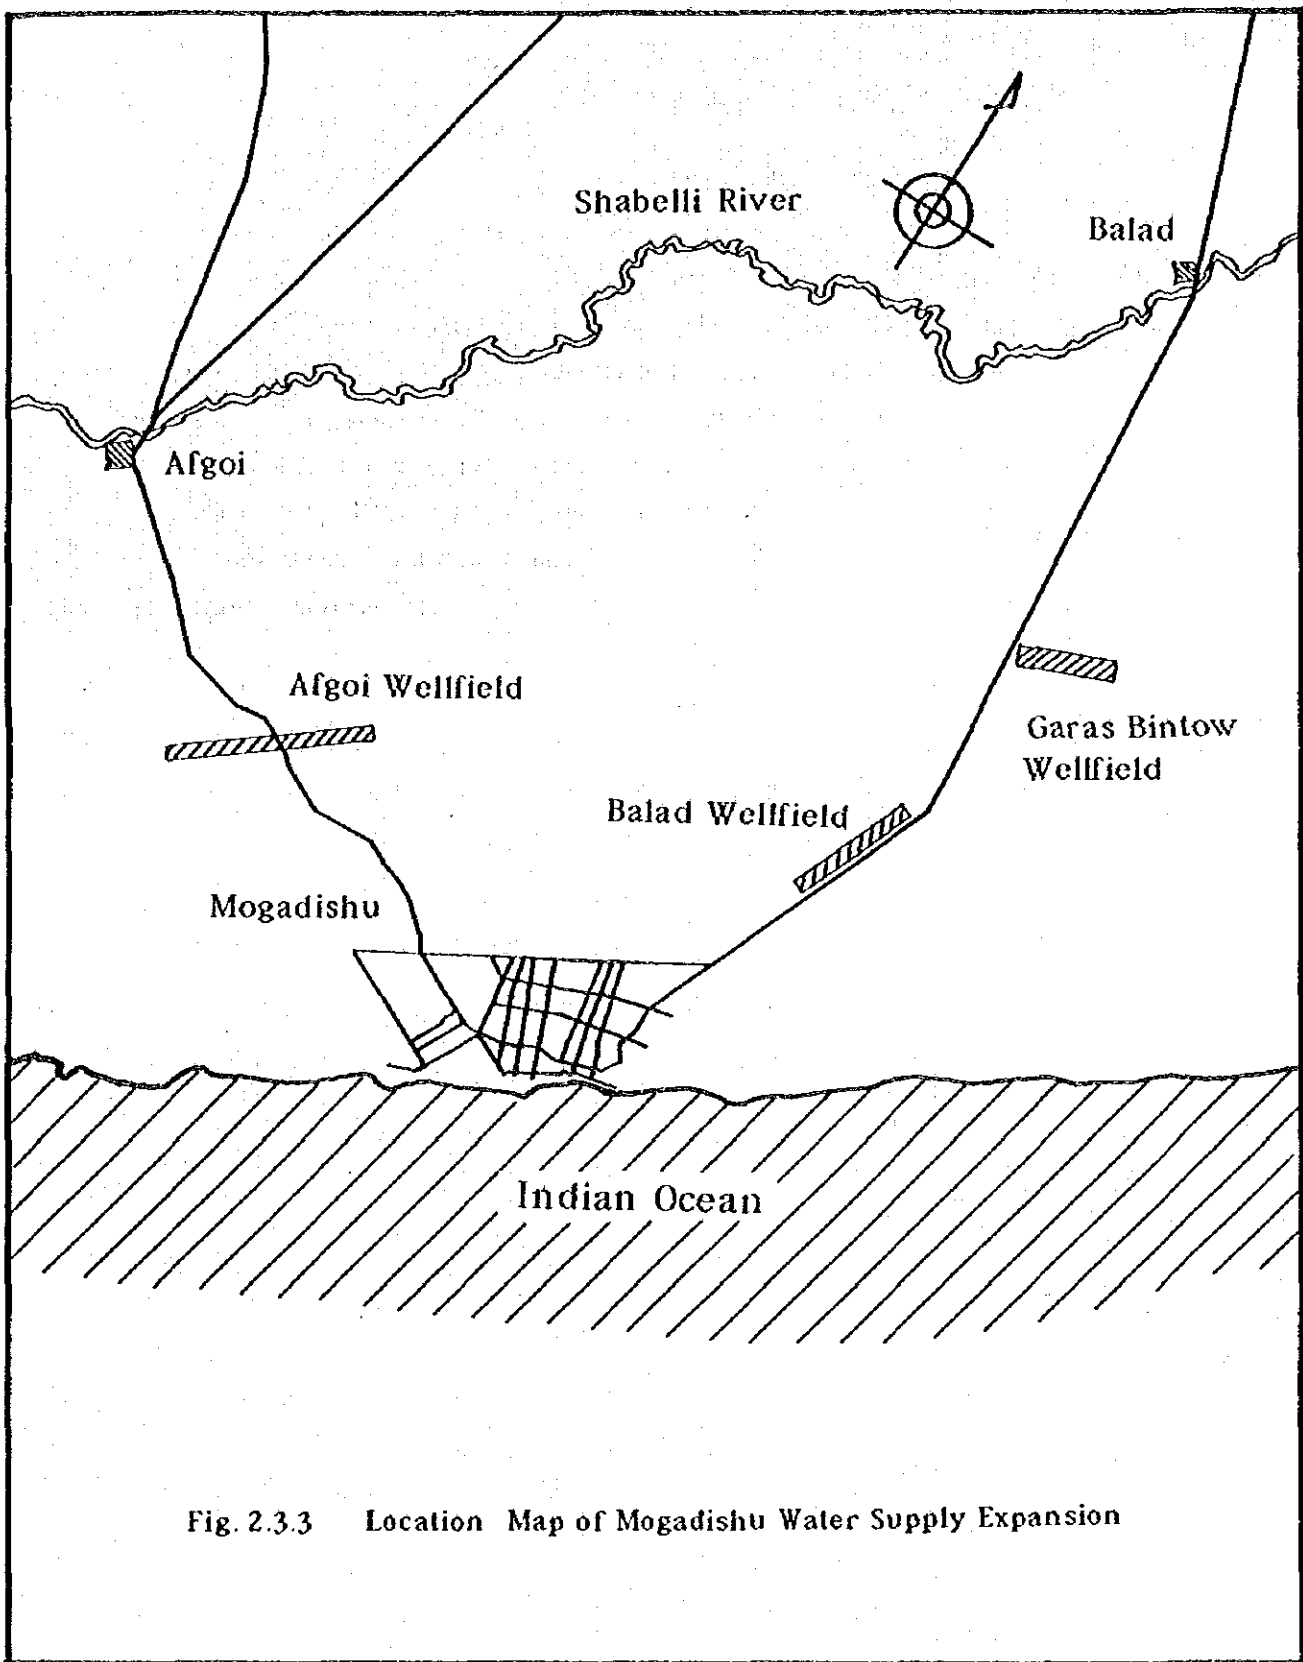 Shabelli River
Balad
Afgoi
Afgoi Wellfield
Garas Bintow
Wellfield
Balad Wellfield
Mogadishu
Indian Ocean
Fig. 2.3.3 Location Map of Mogadishu Water Supply Expansion